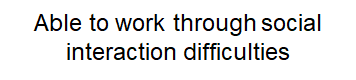 Able to work through social
interaction difficulties